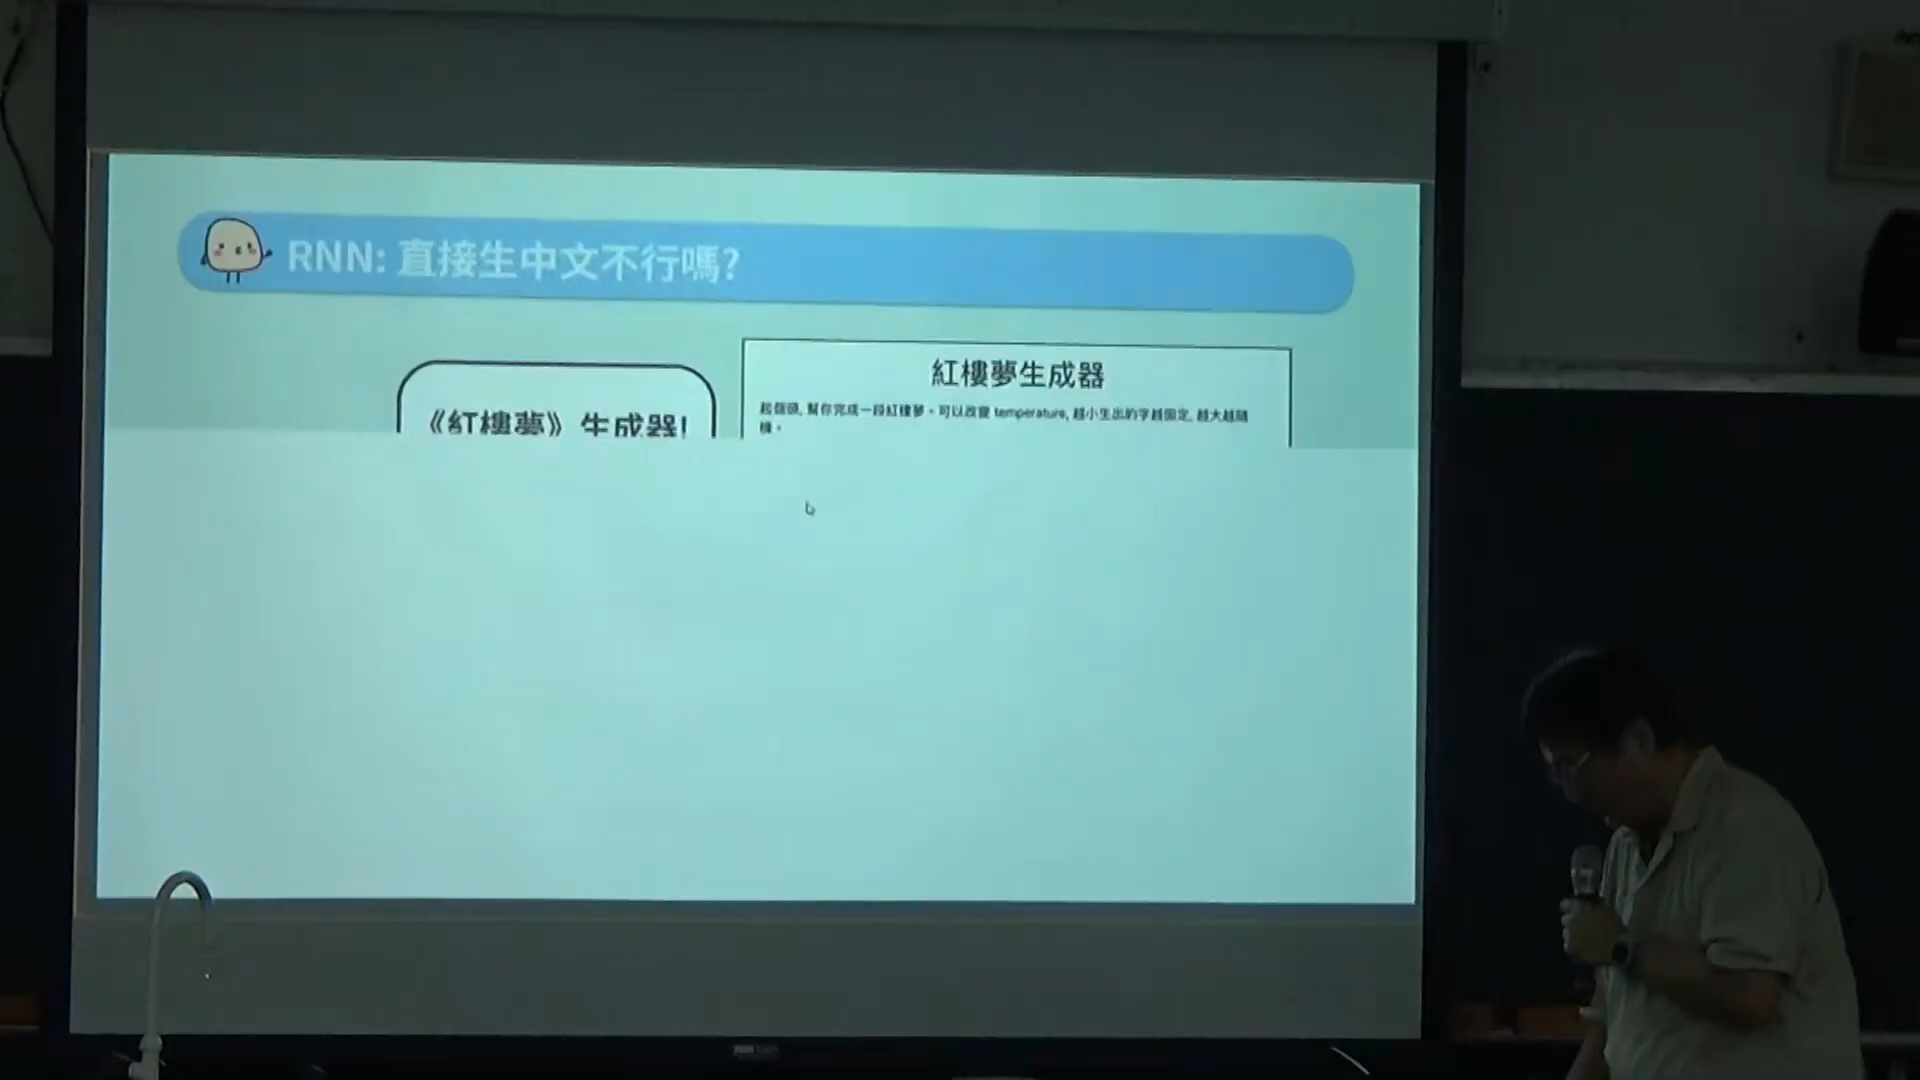 RNN: 直接生中文不行嗎?
《紅樓夢》生成器!
紅樓夢生成器
起個頭, 幫你完成一段紅樓夢。可以改變 temperature, 越小生出的字越固定, 越大越隨
機。